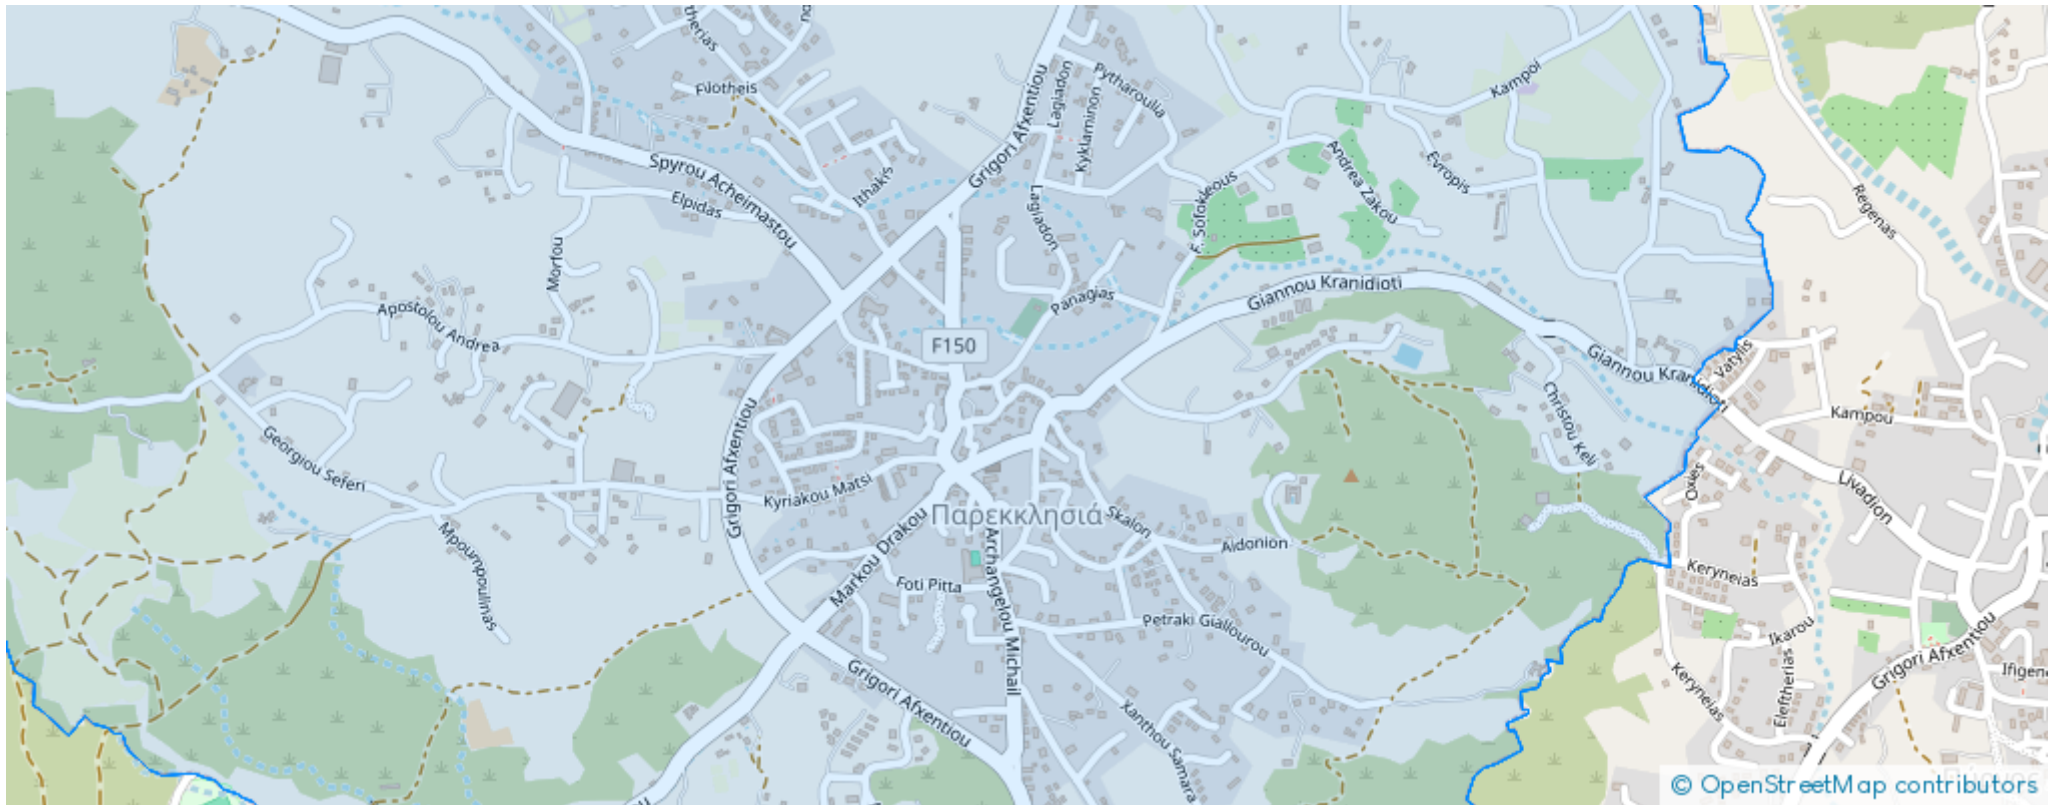 Filotheis
Grigori Afxentiou
Lagiadon
Kyklaminon
Pytharoulia
Kampoi
Spyrou Acheimastou
Elpidas
Ithakis
Lagiadon
F. Sofokleous
Andrea Zakou
Evropis
Regenas
Morfou
Apostolou Andrea
Panagias
Giannou Kranidioti
F150
Giannou Kranidioti
Vatylis
Kampou
Christou Keli
Georgiou Seferi
Grigori Afxentiou
Kyriakou Matsi
Oxies
Livadion
Παρεκκλησιά
Skalon
Aidonion
Mpoumpoulinas
Markou Drakou
Foti Pitta
Archangelou Michail
Petraki Giallourou
Keryneias
Ikarou
Eleftherias
Keryneias
Grigori Afxentiou
Grigori Afxentiou
Xanthou Samara
© OpenStreetMap contributors